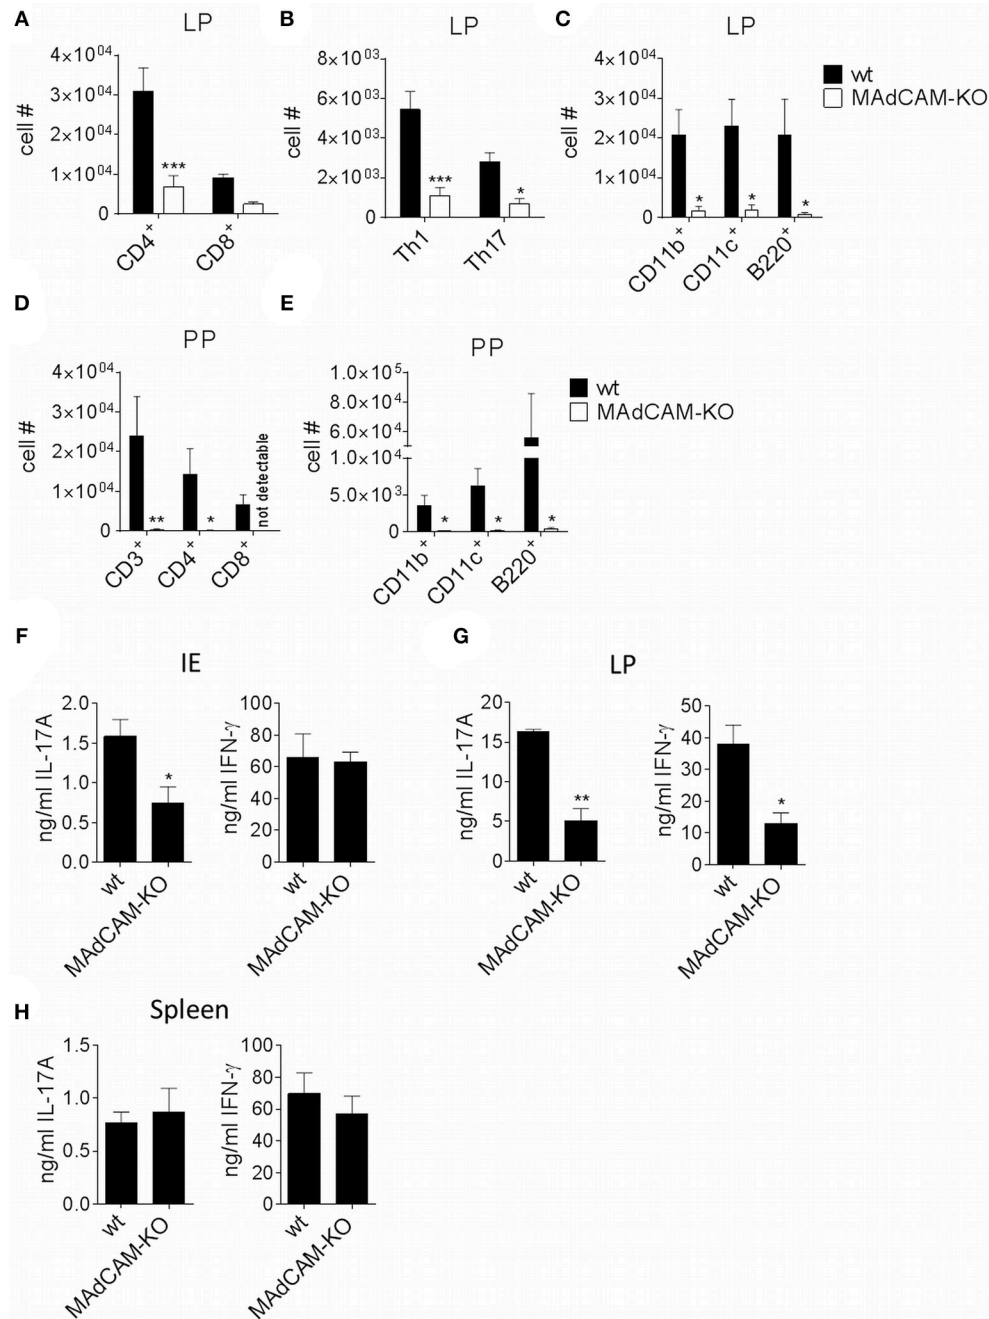 A LP
cell #
4×10⁰⁴
3×10⁰⁴
2×10⁰⁴
1×10⁰⁴
0
***
CD4⁺ CD8⁺
B LP
cell #
8×10⁰³
6×10⁰³
4×10⁰³
2×10⁰³
0
*** *
Th1 Th17
C LP
cell #
4×10⁰⁴
3×10⁰⁴
2×10⁰⁴
1×10⁰⁴
0
* * *
CD11b⁺ CD11c⁺ B220⁺
wt
MAdCAM-KO
D PP
cell #
4×10⁰⁴
3×10⁰⁴
2×10⁰⁴
1×10⁰⁴
0
** *
not detectable
CD3⁺ CD4⁺ CD8⁺
E PP
cell #
1.0×10⁵
8.0×10⁴
6.0×10⁴
1.0×10⁴
5.0×10³
0
* * *
CD11b⁺ CD11c⁺ B220⁺
wt
MAdCAM-KO
F IE
ng/ml IL-17A
2.0
1.5
1.0
0.5
0.0
*
wt MAdCAM-KO
ng/ml IFN-γ
100
80
60
40
20
0
wt MAdCAM-KO
G LP
ng/ml IL-17A
20
15
10
5
0
**
wt MAdCAM-KO
ng/ml IFN-γ
50
40
30
20
10
0
*
wt MAdCAM-KO
H Spleen
ng/ml IL-17A
1.5
1.0
0.5
0.0
wt MAdCAM-KO
ng/ml IFN-γ
100
80
60
40
20
0
wt MAdCAM-KO